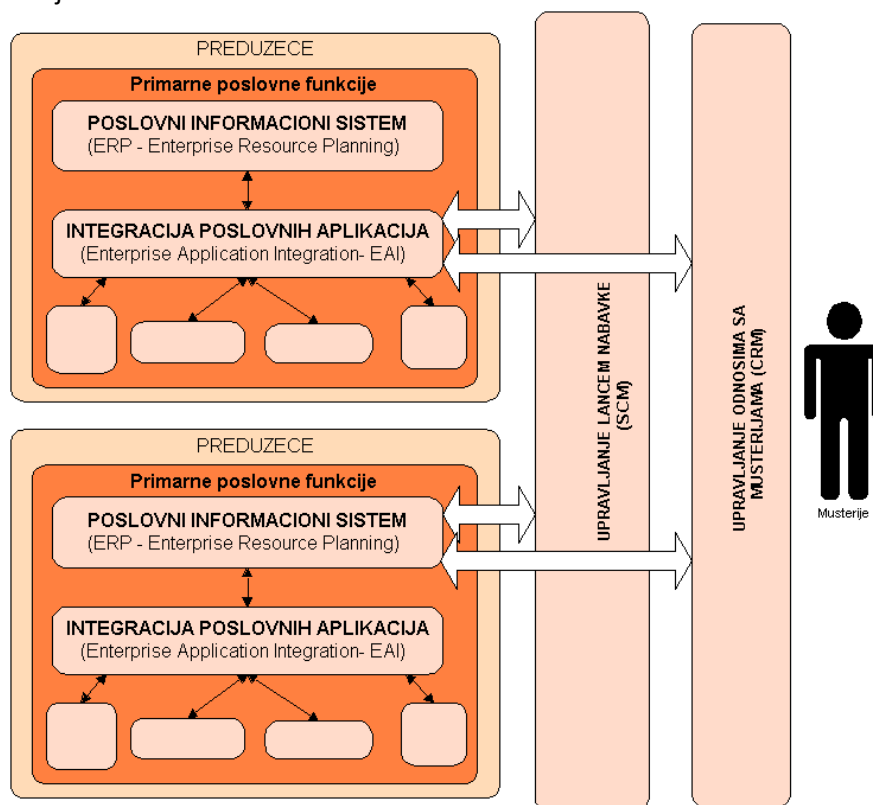 PREDUZECE
Primarne poslovne funkcije
POSLOVNI INFORMACIONI SISTEM
(ERP - Enterprise Resource Planning)
INTEGRACIJA POSLOVNIH APLIKACIJA
(Enterprise Application Integration- EAI)
PREDUZECE
Primarne poslovne funkcije
POSLOVNI INFORMACIONI SISTEM
(ERP - Enterprise Resource Planning)
INTEGRACIJA POSLOVNIH APLIKACIJA
(Enterprise Application Integration- EAI)
UPRAVLJANJE LANCEM NABAVKE
(SCM)
UPRAVLJANJE ODNOSIMA SA
MUSTERIJAMA (CRM)
Musterije